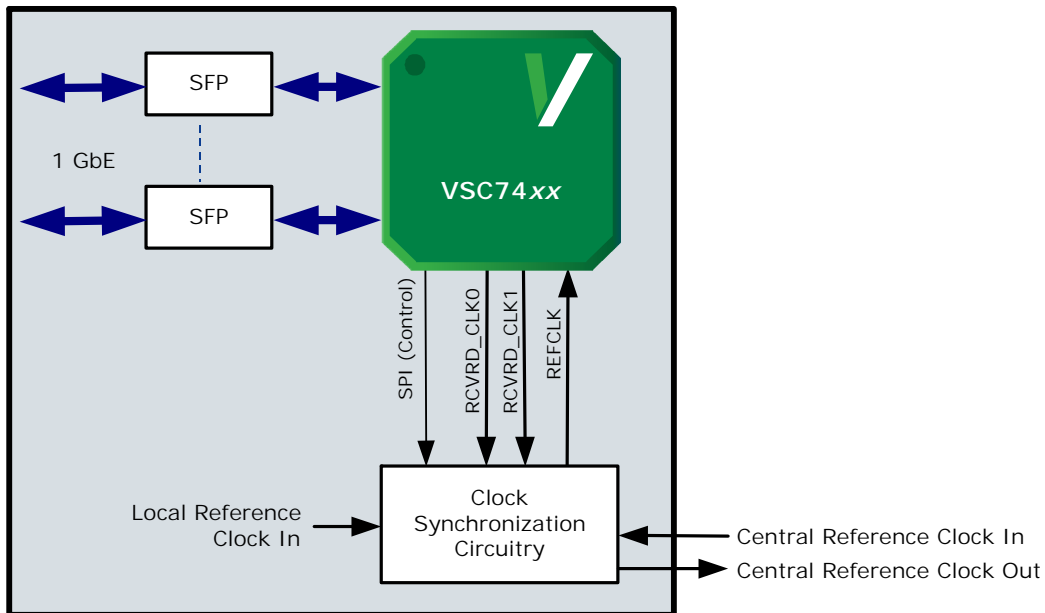 SFP
1 GbE
SFP
VSC74xx
SPI (Control)
RCVRD_CLK0
RCVRD_CLK1
REFCLK
Local Reference
Clock In
Clock
Synchronization
Circuitry
Central Reference Clock In
Central Reference Clock Out